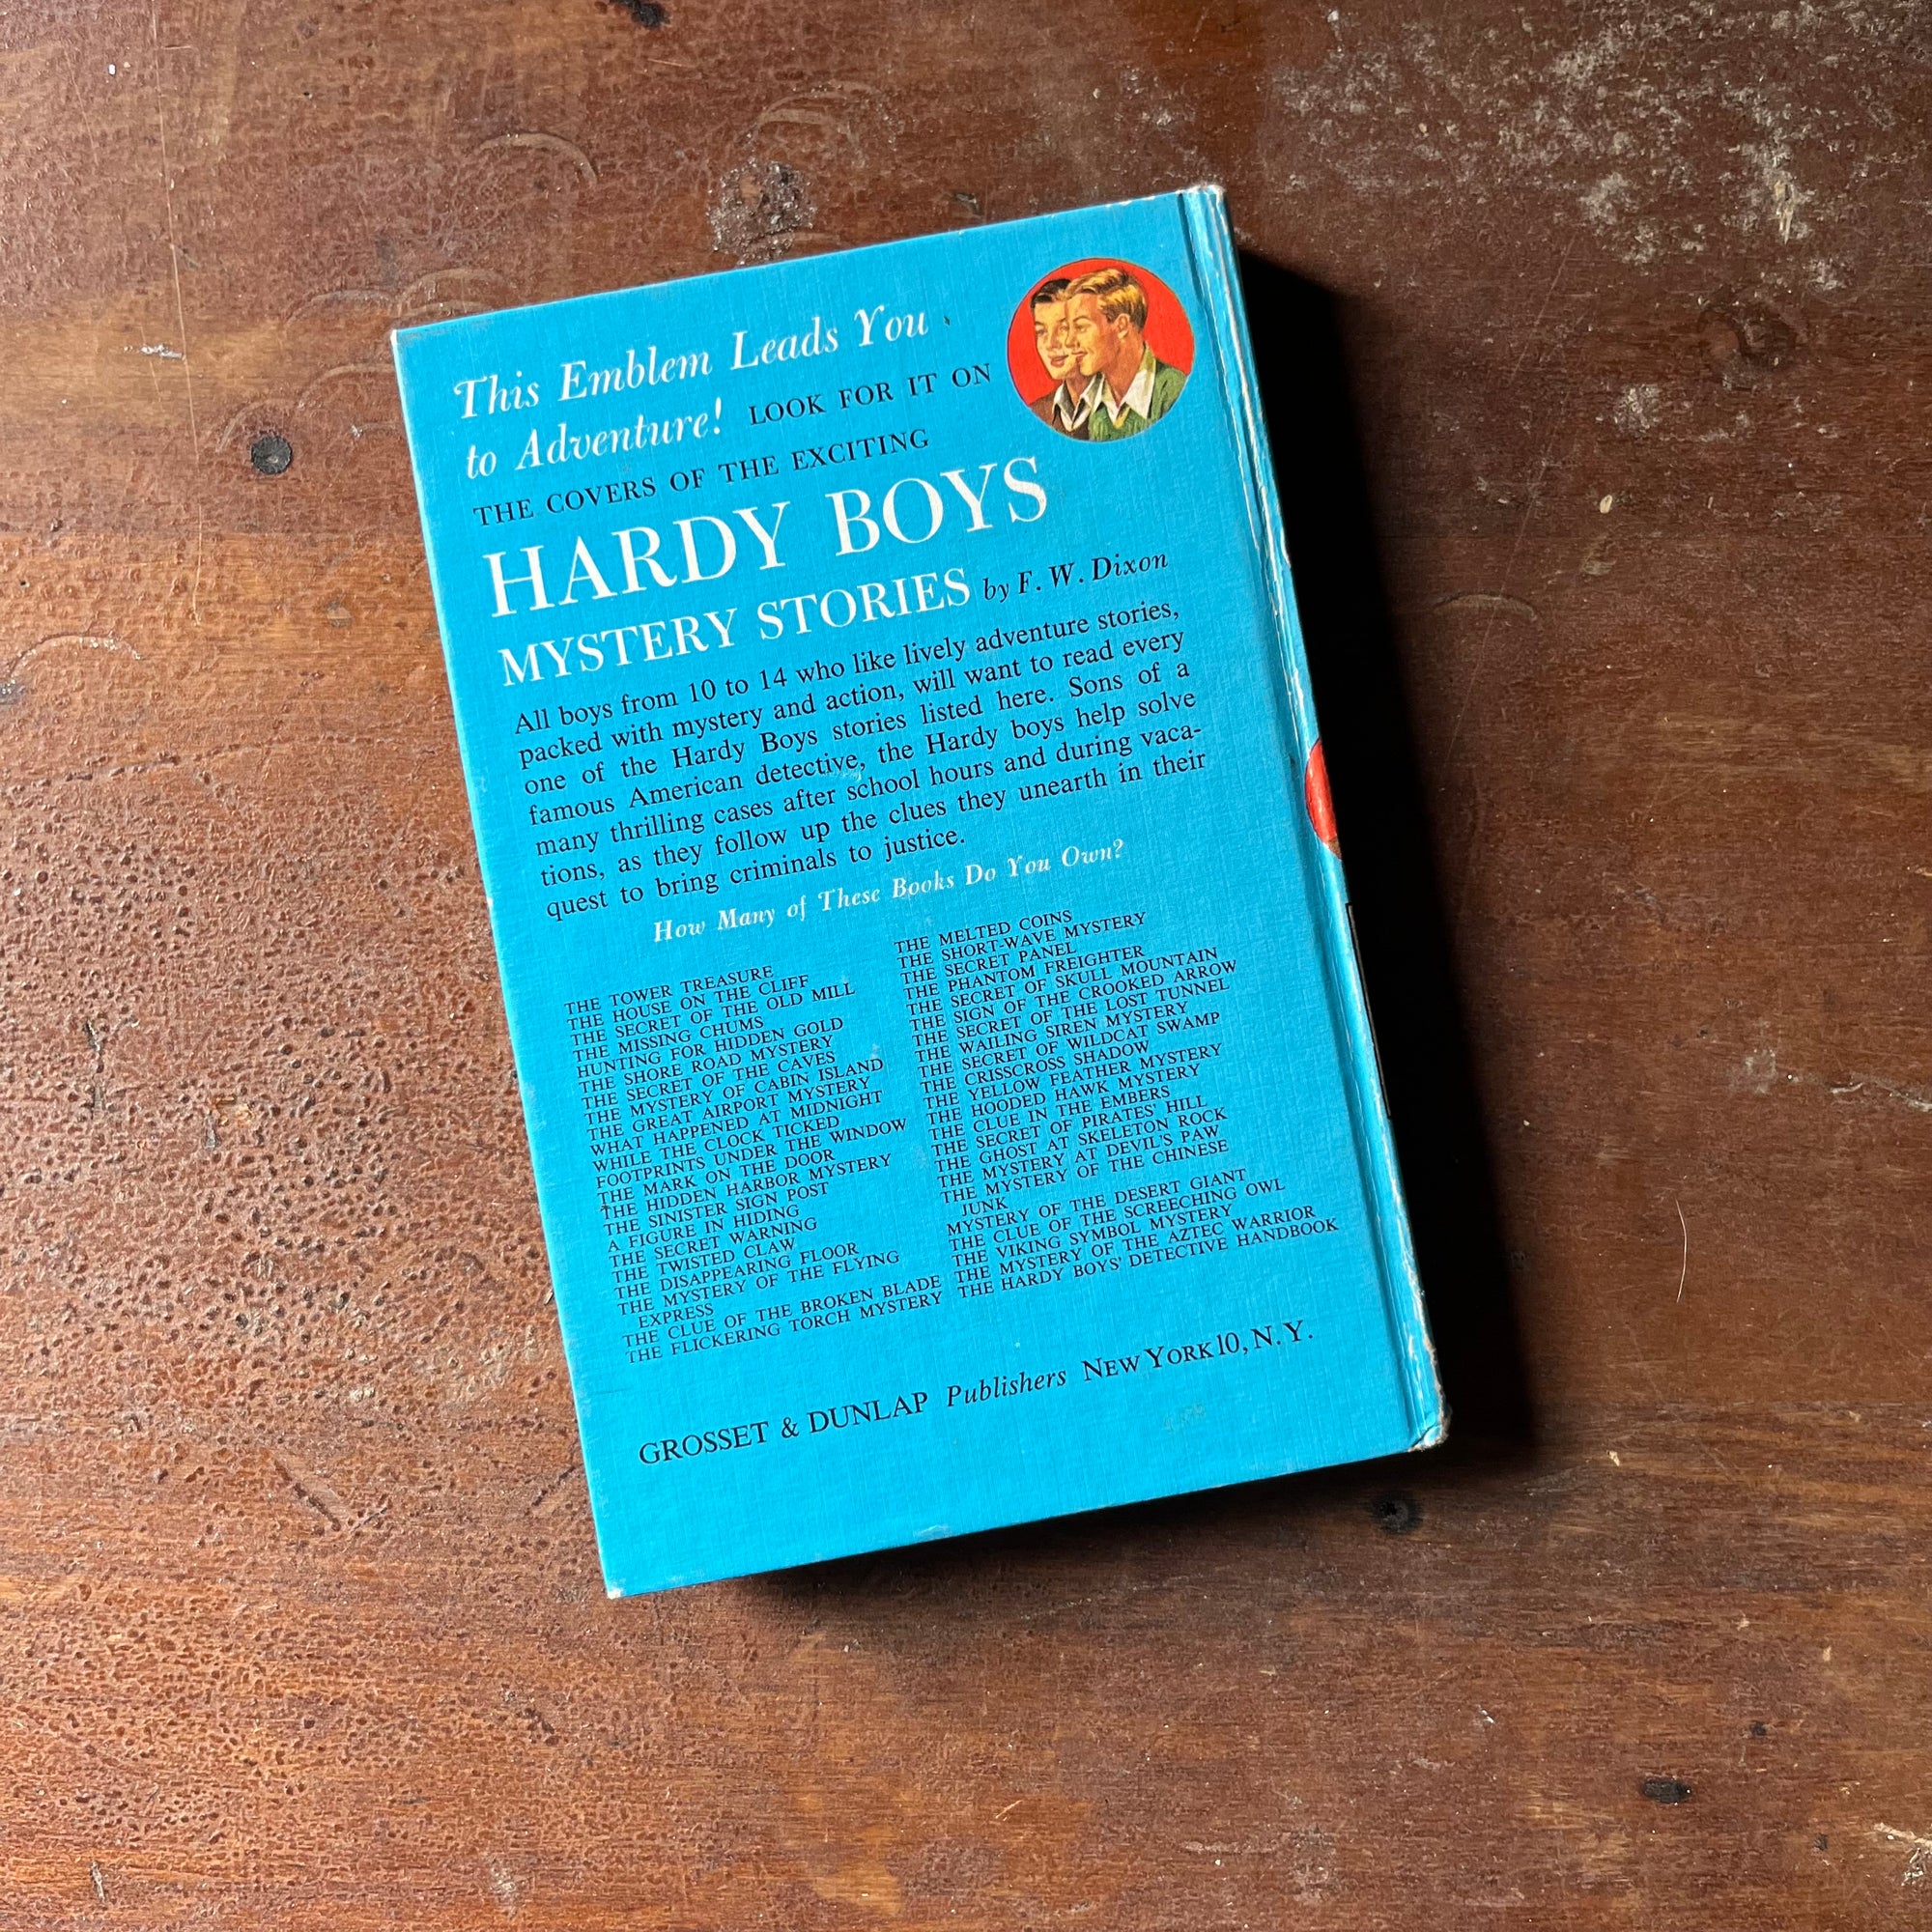 This Emblem Leads You
to Adventure! LOOK FOR IT ON
THE COVERS OF THE EXCITING
HARDY BOYS
MYSTERY STORIES by F. W. Dixon
All boys from 10 to 14 who like lively adventure stories,
packed with mystery and action, will want to read every
one of the Hardy Boys stories listed here. Sons of a
famous American detective, the Hardy boys help solve
many thrilling cases after school hours and during vaca-
tions, as they follow up the clues they unearth in their
quest to bring criminals to justice.
How Many of These Books Do You Own?
THE TOWER TREASURE
THE HOUSE ON THE CLIFF
THE SECRET OF THE OLD MILL
THE MISSING CHUMS
HUNTING FOR HIDDEN GOLD
THE SHORE ROAD MYSTERY
THE SECRET OF THE CAVES
THE MYSTERY OF CABIN ISLAND
THE GREAT AIRPORT MYSTERY
WHAT HAPPENED AT MIDNIGHT
WHILE THE CLOCK TICKED
FOOTPRINTS UNDER THE WINDOW
THE MARK ON THE DOOR
THE HIDDEN HARBOR MYSTERY
THE SINISTER SIGN POST
A FIGURE IN HIDING
THE SECRET WARNING
THE TWISTED CLAW
THE DISAPPEARING FLOOR
THE MYSTERY OF THE FLYING
EXPRESS
THE CLUE OF THE BROKEN BLADE
THE FLICKERING TORCH MYSTERY
THE MELTED COINS
THE SHORT-WAVE MYSTERY
THE SECRET PANEL
THE PHANTOM FREIGHTER
THE SECRET OF SKULL MOUNTAIN
THE SIGN OF THE CROOKED ARROW
THE SECRET OF THE LOST TUNNEL
THE WAILING SIREN MYSTERY
THE SECRET OF WILDCAT SWAMP
THE CRISSCROSS SHADOW
THE YELLOW FEATHER MYSTERY
THE HOODED HAWK MYSTERY
THE CLUE IN THE EMBERS
THE SECRET OF PIRATES' HILL
THE GHOST AT SKELETON ROCK
THE MYSTERY AT DEVIL'S PAW
THE MYSTERY OF THE CHINESE
JUNK
MYSTERY OF THE DESERT GIANT
THE CLUE OF THE SCREECHING OWL
THE VIKING SYMBOL MYSTERY
THE MYSTERY OF THE AZTEC WARRIOR
THE HARDY BOYS' DETECTIVE HANDBOOK
GROSSET & DUNLAP Publishers NEW YORK 10, N. Y.